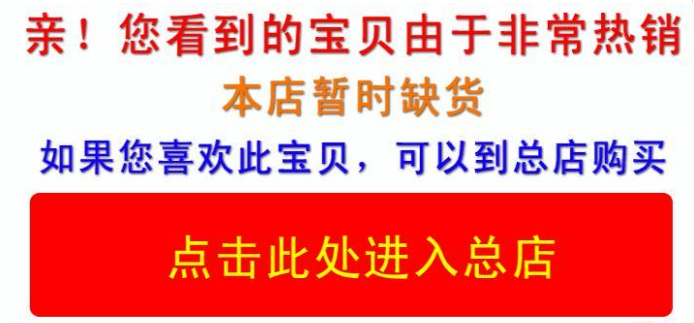 亲！您看到的宝贝由于非常热销
本店暂时缺货
如果您喜欢此宝贝，可以到总店购买
点击此处进入总店